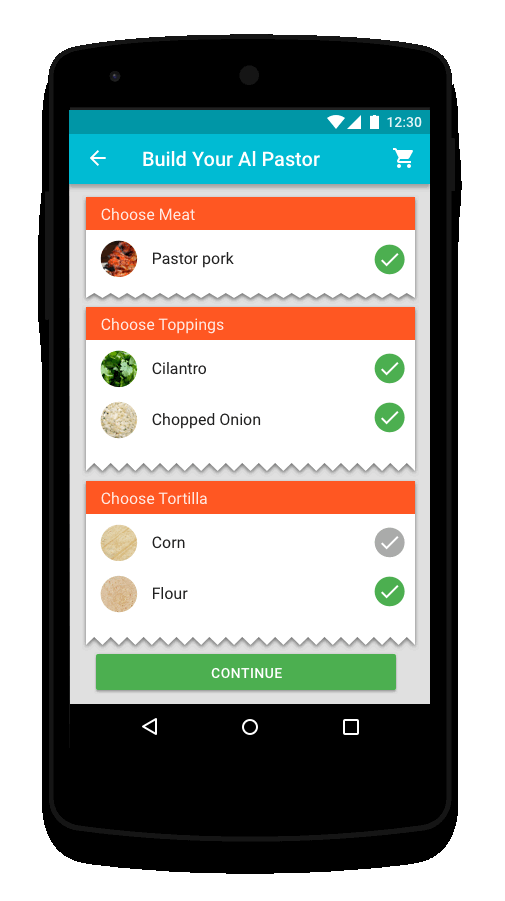 12:30
Build Your Al Pastor
Choose Meat
Pastor pork
Choose Toppings
Cilantro
Chopped Onion
Choose Tortilla
Corn
Flour
CONTINUE